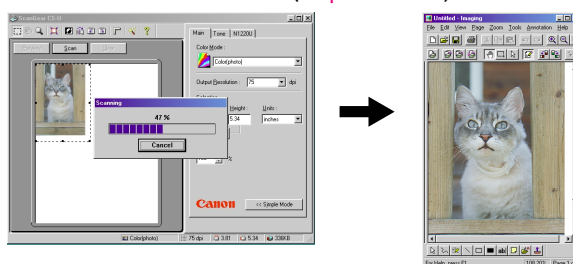 ScanGear CS-U
Preview
Scan
Clear
Main
Tone
N1220U
Color Mode :
Color(photo)
Output Resolution :
75
dpi
Height :
5.34
Units :
inches
Scanning
47 %
Cancel
%
Canon
<< Simple Mode
Color(photo)
75 dpi
3.81
5.34
336KB
Untitled - Imaging
File Edit View Page Zoom Tools Annotation Help
ab|
For Help, press F1